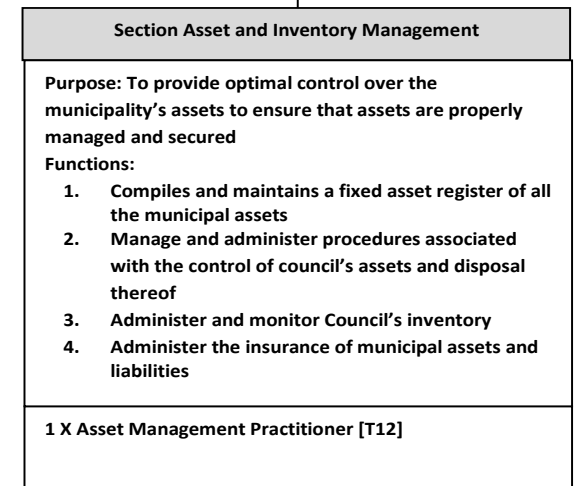 Section Asset and Inventory Management
Purpose: To provide optimal control over the
municipality’s assets to ensure that assets are properly
managed and secured
Functions:
1. Compiles and maintains a fixed asset register of all
the municipal assets
2. Manage and administer procedures associated
with the control of council’s assets and disposal
thereof
3. Administer and monitor Council’s inventory
4. Administer the insurance of municipal assets and
liabilities
1 X Asset Management Practitioner [T12]